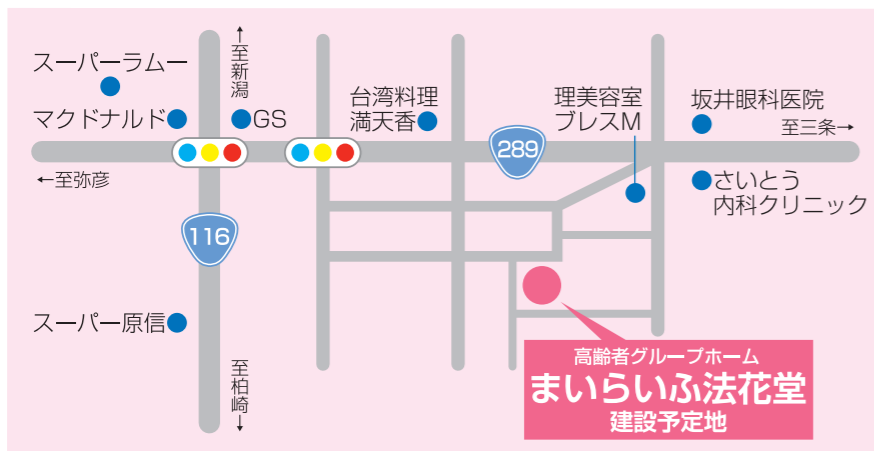 スーパーラムー
マクドナルド
←至新潟
GS
台湾料理
満天香
理美容室
ブレスM
坂井眼科医院
至三条→
289
←至弥彦
さいとう
内科クリニック
116
スーパー原信
至柏崎→
高齢者グループホーム
まいらいふ法花堂
建設予定地